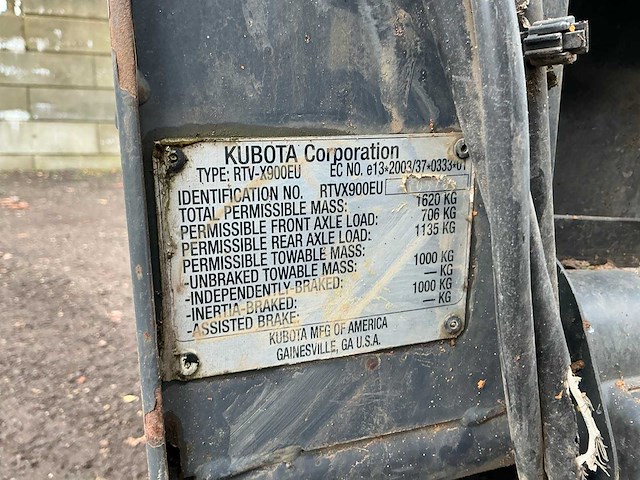 KUBOTA Corporation
TYPE: RTV-X900EU EC NO. e13*2003/37*0333*01
IDENTIFICATION NO. RTVX900EU
TOTAL PERMISSIBLE MASS: 1620 KG
PERMISSIBLE FRONT AXLE LOAD: 706 KG
PERMISSIBLE REAR AXLE LOAD: 1135 KG
PERMISSIBLE TOWABLE MASS:
-UNBRAKED TOWABLE MASS: 1000 KG
-INDEPENDENTLY-BRAKED: — KG
-INERTIA-BRAKED: 1000 KG
-ASSISTED BRAKE: — KG
KUBOTA MFG OF AMERICA
GAINESVILLE, GA U.S.A.